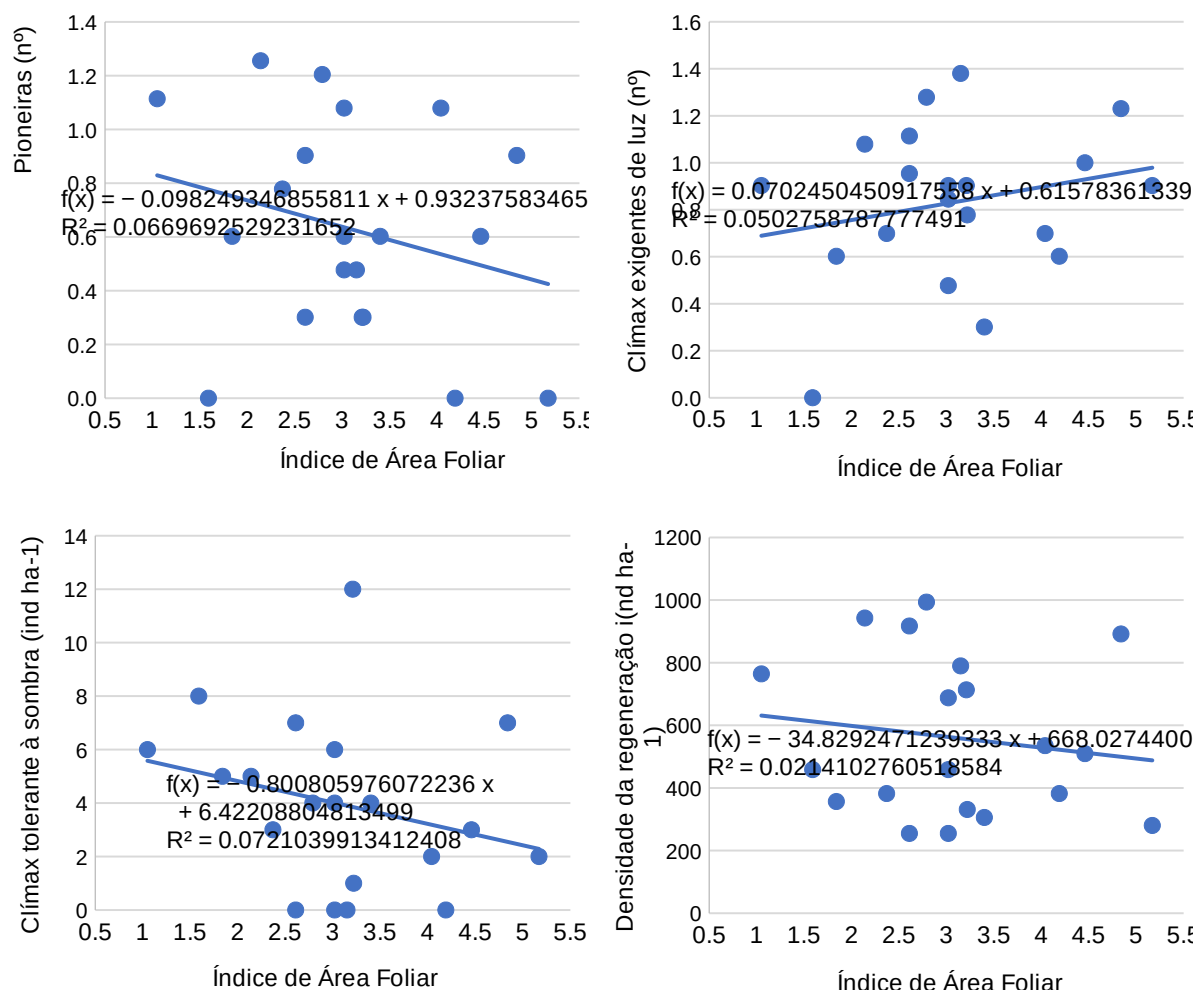 Pioneiras (nº)
1.4
1.2
1.0
0.8
0.6
0.4
0.2
0.0
f(x) = − 0.098249346855811 x + 0.93237583465
R² = 0.0669692529231652
0.5 1 1.5 2 2.5 3 3.5 4 4.5 5 5.5
Índice de Área Foliar
Clímax exigentes de luz (nº)
1.6
1.4
1.2
1.0
0.8
0.6
0.4
0.2
0.0
f(x) = 0.0702450450917558 x + 0.61578361339
R² = 0.0502758787777491
0.5 1 1.5 2 2.5 3 3.5 4 4.5 5 5.5
Índice de Área Foliar
Clímax tolerante à sombra (ind ha-1)
14
12
10
8
6
4
2
0
f(x) = − 0.800805976072236 x
+ 6.42208804813499
R² = 0.0721039913412408
0.5 1 1.5 2 2.5 3 3.5 4 4.5 5 5.5
Índice de Área Foliar
Densidade da regeneração i(nd ha-
1)
1200
1000
800
600
400
200
0
f(x) = − 34.8292471239333 x + 668.0274400
R² = 0.0214102760518584
0.5 1 1.5 2 2.5 3 3.5 4 4.5 5 5.5
Índice de Área Foliar